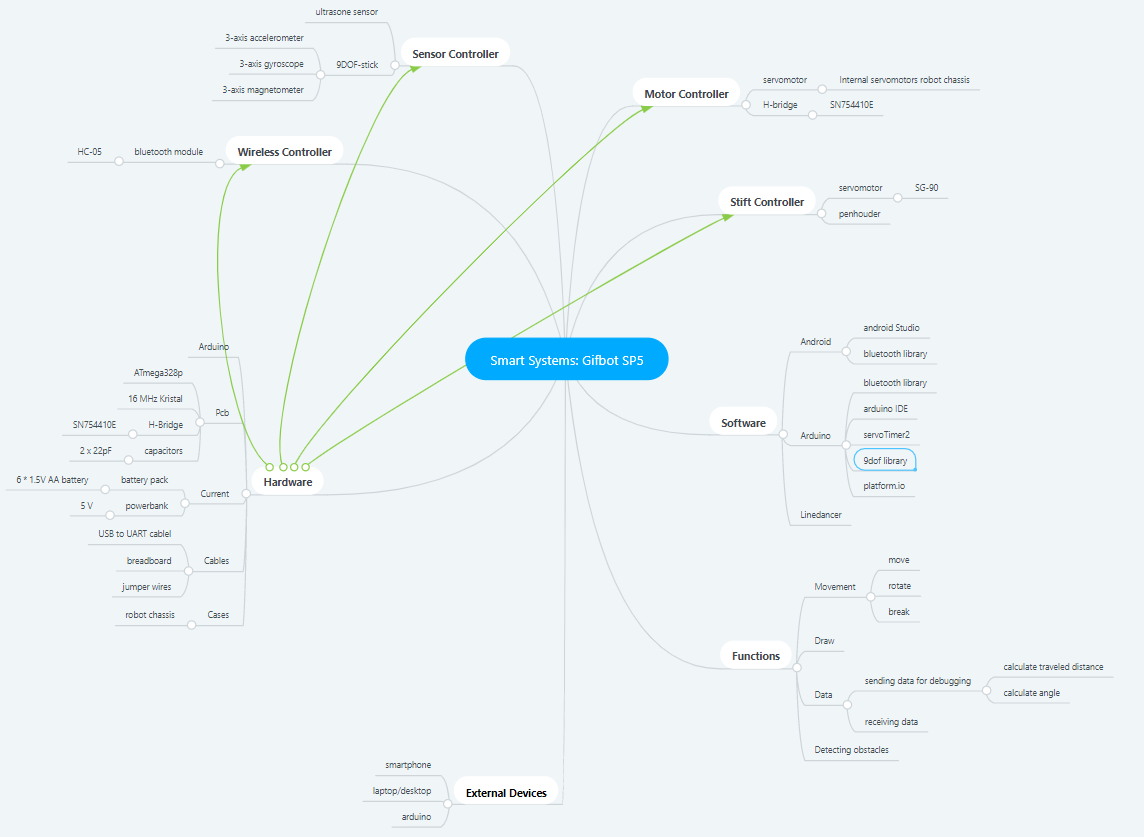 Smart Systems: Gifbot SP5
Sensor Controller
ultrasone sensor
9DOF-stick
3-axis accelerometer
3-axis gyroscope
3-axis magnetometer
Wireless Controller
bluetooth module
HC-05
Motor Controller
servomotor
Internal servomotors robot chassis
H-bridge
SN754410E
Stift Controller
servomotor
SG-90
penhouder
Hardware
Arduino
Pcb
ATmega328p
16 MHz Kristal
H-Bridge
SN754410E
capacitors
2 x 22pF
Current
battery pack
6 * 1.5V AA battery
powerbank
5 V
Cables
USB to UART cablel
breadboard
jumper wires
Cases
robot chassis
Software
Android
android Studio
bluetooth library
Arduino
bluetooth library
arduino IDE
servoTimer2
9dof library
platform.io
Linedancer
Functions
Movement
move
rotate
break
Draw
Data
sending data for debugging
calculate traveled distance
calculate angle
receiving data
Detecting obstacles
External Devices
smartphone
laptop/desktop
arduino